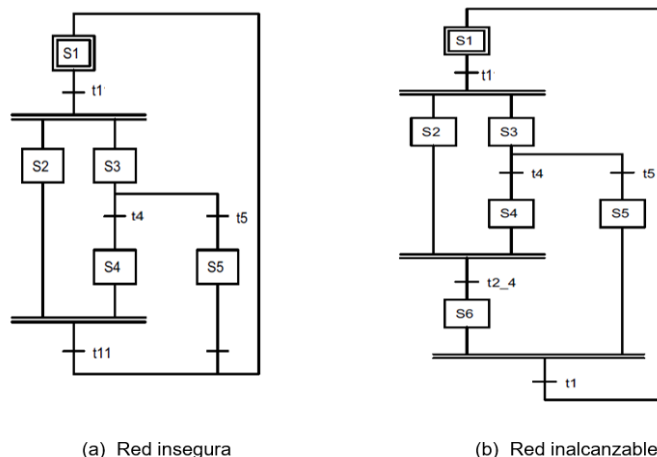 S1
t1
S2
S3
t4
t5
S4
S5
t11
(a) Red insegura
S1
t1
S2
S3
t4
t5
S4
S5
t2_4
S6
t1
(b) Red inalcanzable